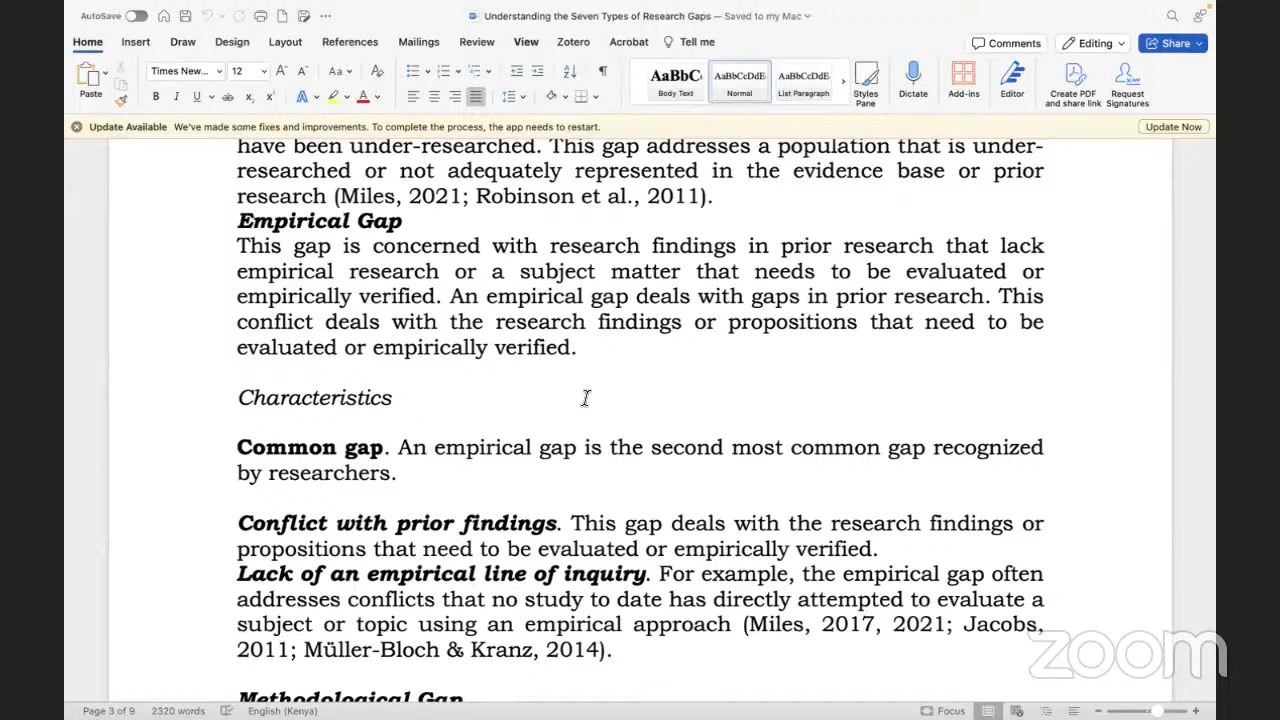 AutoSave
Understanding the Seven Types of Research Gaps — Saved to my Mac
Home Insert Draw Design Layout References Mailings Review View Zotero Acrobat Tell me
Comments Editing Share
Paste
Times New... 12
Aa
B I U ab x₂ x²
A A
AaBbC AaBbCcDdE AaBbCcDdE
Body Text Normal List Paragraph
Styles Pane
Dictate
Add-ins
Editor
Create PDF and share link
Request Signatures
Update Available We've made some fixes and improvements. To complete the process, the app needs to restart. Update Now
have been under-researched. This gap addresses a population that is under-
researched or not adequately represented in the evidence base or prior
research (Miles, 2021; Robinson et al., 2011).
Empirical Gap
This gap is concerned with research findings in prior research that lack
empirical research or a subject matter that needs to be evaluated or
empirically verified. An empirical gap deals with gaps in prior research. This
conflict deals with the research findings or propositions that need to be
evaluated or empirically verified.
Characteristics
Common gap. An empirical gap is the second most common gap recognized
by researchers.
Conflict with prior findings. This gap deals with the research findings or
propositions that need to be evaluated or empirically verified.
Lack of an empirical line of inquiry. For example, the empirical gap often
addresses conflicts that no study to date has directly attempted to evaluate a
subject or topic using an empirical approach (Miles, 2017, 2021; Jacobs,
2011; Müller-Bloch & Kranz, 2014).
Methodological Gap
zoom
Page 3 of 9 2320 words English (Kenya) Focus